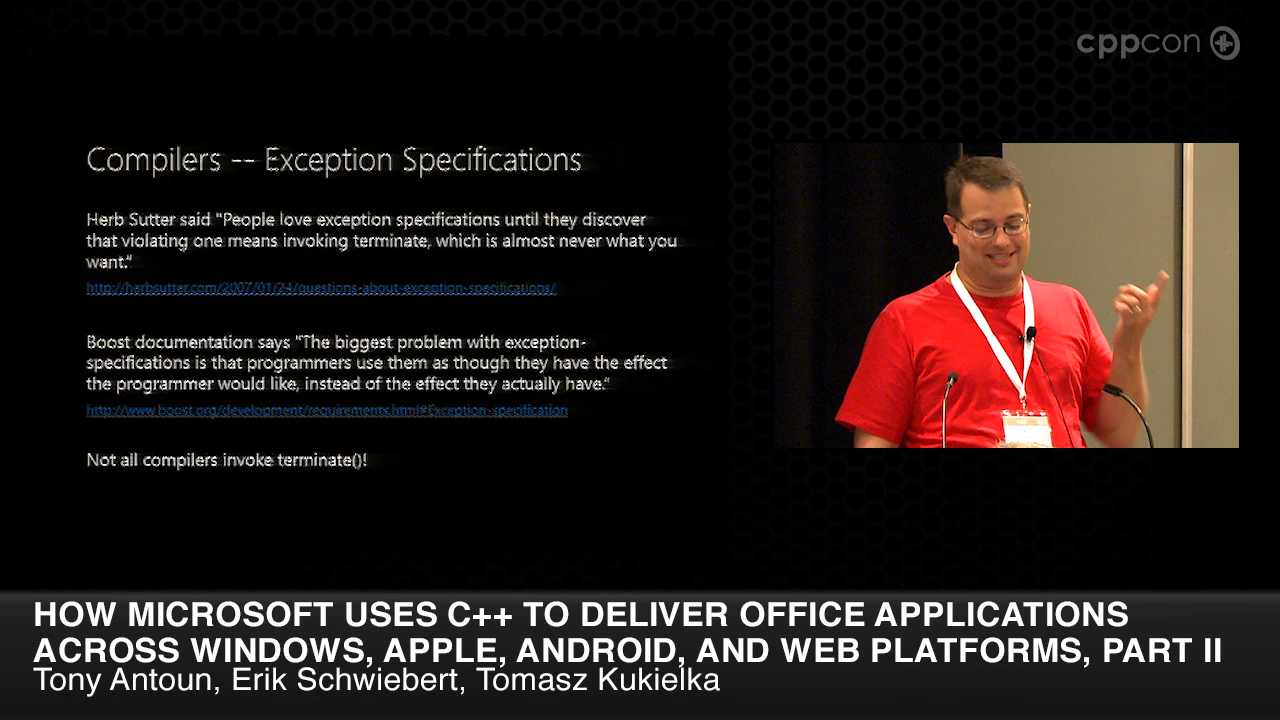 cppcon
Compilers -- Exception Specifications
Herb Sutter said "People love exception specifications until they discover
that violating one means invoking terminate, which is almost never what you
want."
http://herbsutter.com/2007/01/24/questions-about-exception-specifications/
Boost documentation says "The biggest problem with exception-
specifications is that programmers use them as though they have the effect
the programmer would like, instead of the effect they actually have."
http://www.boost.org/development/requirements.html#Exception-specification
Not all compilers invoke terminate()!
HOW MICROSOFT USES C++ TO DELIVER OFFICE APPLICATIONS
ACROSS WINDOWS, APPLE, ANDROID, AND WEB PLATFORMS, PART II
Tony Antoun, Erik Schwiebert, Tomasz Kukielka